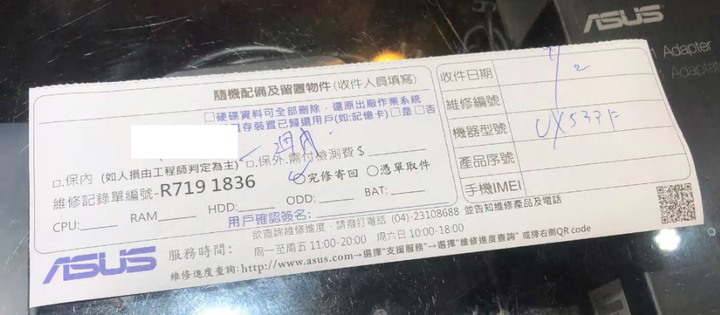 ASUS
Adapter
隨機配備及留置物件(收件人員填寫)
□硬碟資料可全部刪除﹐還原出廠作業系統
存裝置已歸還用戶(如;記憶卡)□是□否
□.保內 (如人損由工程師判定為主) □.保外.需付檢測費$
維修記錄單編號-R719 1836 ○完修寄回 ○憑單取件
CPU: RAM HDD: ODD: BAT:
用戶確認簽名:
收件日期 4/2
維修編號
機器型號 UX533F
產品序號
手機IMEI
ASUS
欲查詢維修進度﹐請撥打電話 (04)-23108688 並告知維修產品及電話
服務時間: 周一至周五 11:00-20:00 周六日 10:00-18:00
維修進度查詢:http://www.asus.com→選擇"支援服務"→選擇"維修進度查詢" 或掃右側QR code